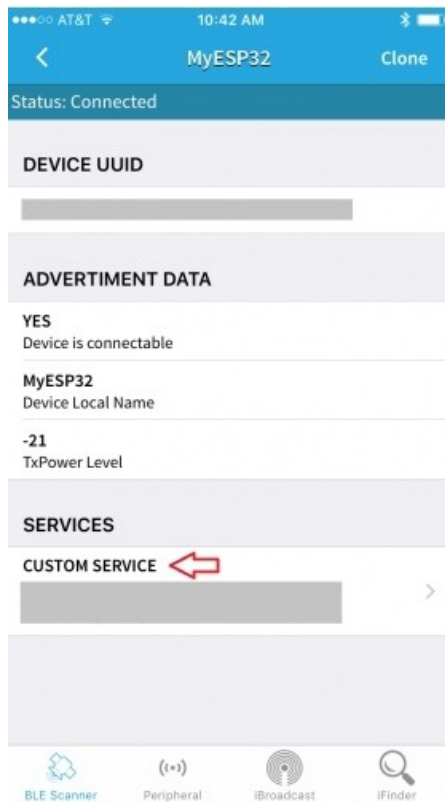 AT&T 10:42 AM
MyESP32 Clone
Status: Connected
DEVICE UUID
ADVERTIMENT DATA
YES
Device is connectable
MyESP32
Device Local Name
-21
TxPower Level
SERVICES
CUSTOM SERVICE
BLE Scanner Peripheral iBroadcast iFinder